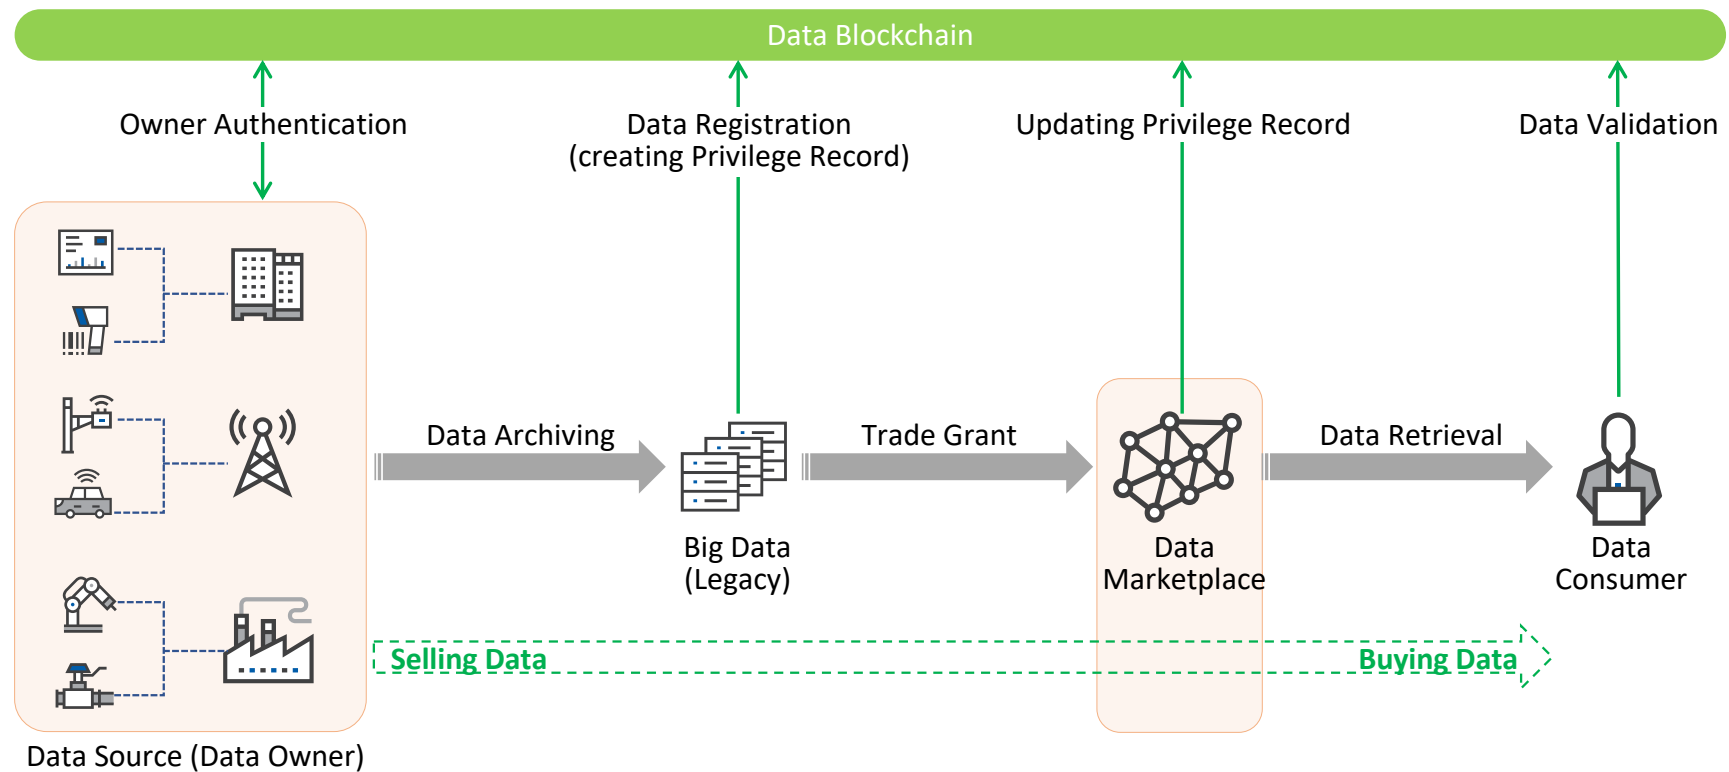 Data Blockchain
Owner Authentication
Data Registration
(creating Privilege Record)
Updating Privilege Record
Data Validation
Data Archiving
Trade Grant
Data Retrieval
Big Data
(Legacy)
Data
Marketplace
Data
Consumer
Selling Data
Buying Data
Data Source (Data Owner)